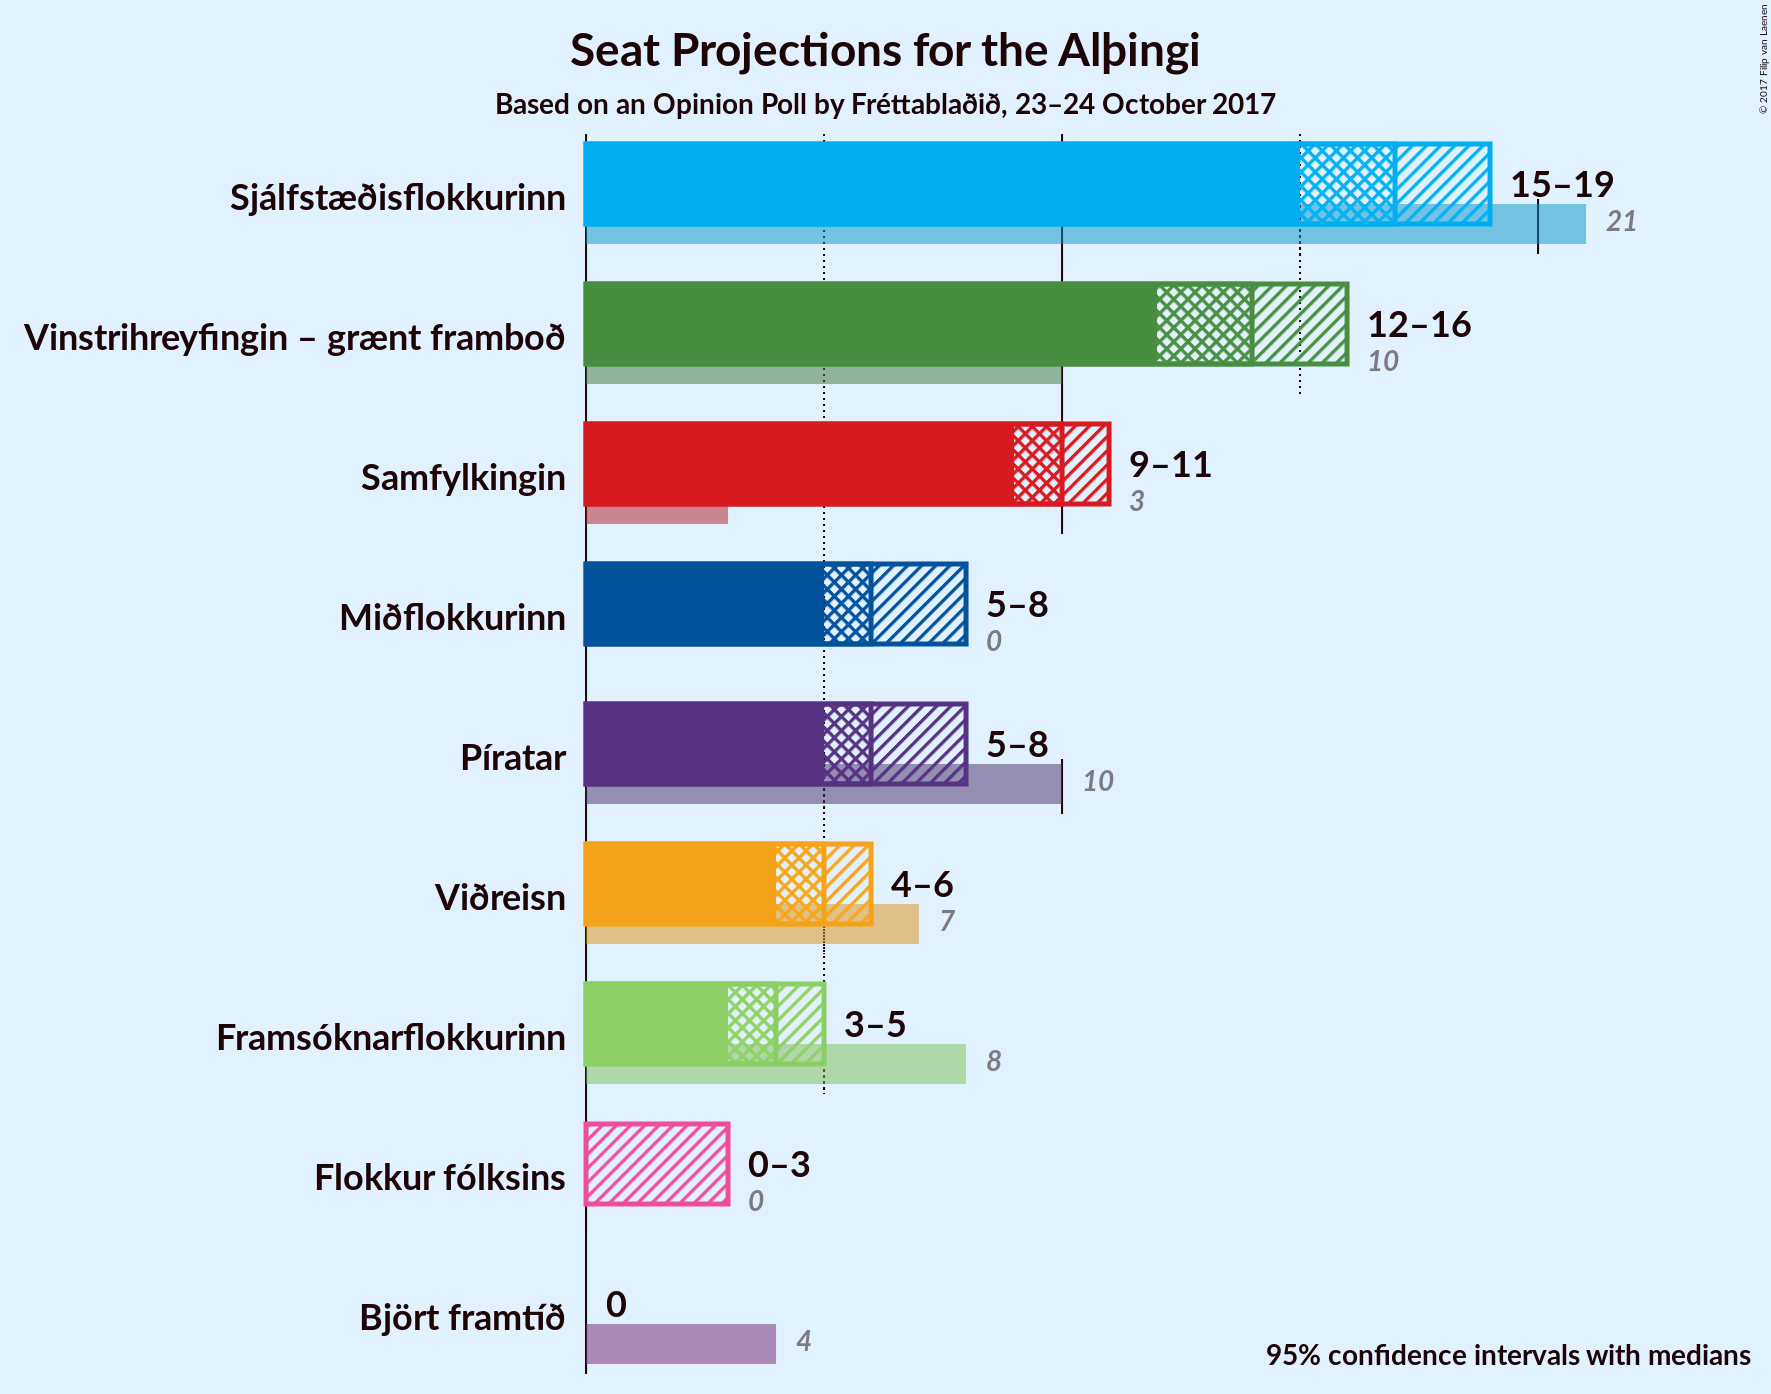 Seat Projections for the Alþingi
Based on an Opinion Poll by Fréttablaðið, 23–24 October 2017
© 2017 Filip van Laenen
Sjálfstæðisflokkurinn
15–19
21
Vinstrihreyfingin – grænt framboð
12–16
10
Samfylkingin
9–11
3
Miðflokkurinn
5–8
0
Píratar
5–8
10
Viðreisn
4–6
7
Framsóknarflokkurinn
3–5
8
Flokkur fólksins
0–3
0
Björt framtíð
0
4
95% confidence intervals with medians